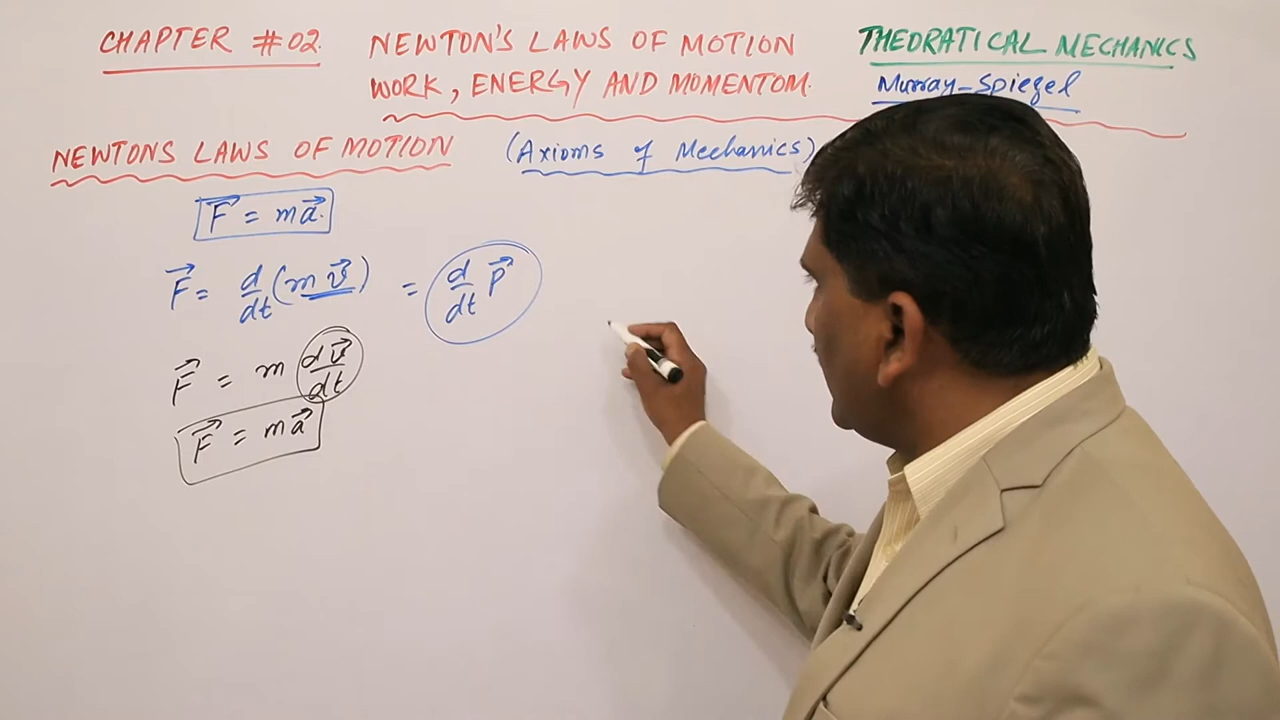 CHAPTER #02.
NEWTON'S LAWS OF MOTION
WORK, ENERGY AND MOMENTOM.
THEDRATICAL MECHANICS
Murray-Spiegel
NEWTONS LAWS OF MOTION (Axioms of Mechanics)
F⃗ = ma⃗.
F⃗ = d/dt (m v⃗) = d/dt P⃗
F⃗ = m dv⃗/dt
F⃗ = ma⃗